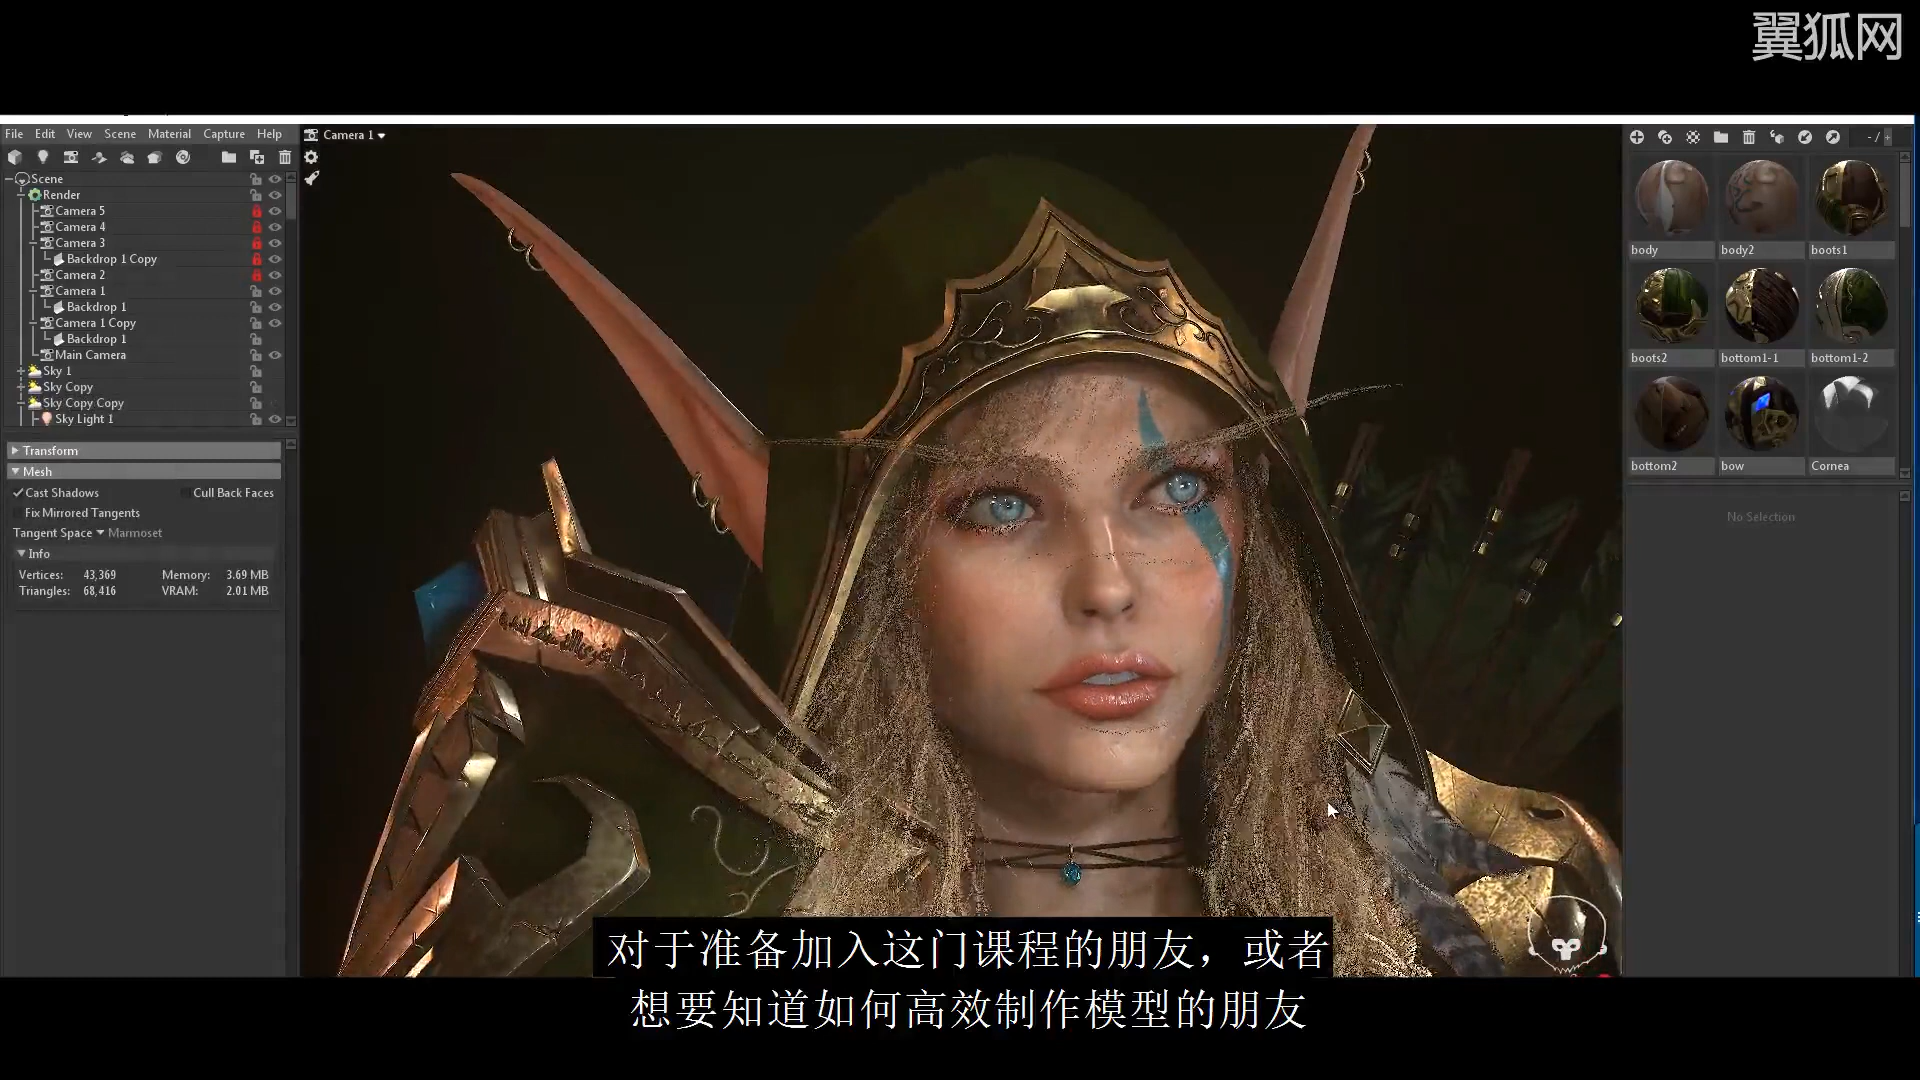 翼狐网
File Edit View Scene Material Capture Help
Camera 1
Scene
Render
Camera 5
Camera 4
Camera 3
Backdrop 1 Copy
Camera 2
Camera 1
Backdrop 1
Camera 1 Copy
Backdrop 1
Main Camera
Sky 1
Sky Copy
Sky Copy Copy
Sky Light 1
Transform
Mesh
Cast Shadows Cull Back Faces
Fix Mirrored Tangents
Tangent Space Marmoset
Info
Vertices: 43,369 Memory: 3.69 MB
Triangles: 68,416 VRAM: 2.01 MB
body body2 boots1
boots2 bottom1-1 bottom1-2
bottom2 bow Cornea
No Selection
对于准备加入这门课程的朋友，或者
想要知道如何高效制作模型的朋友